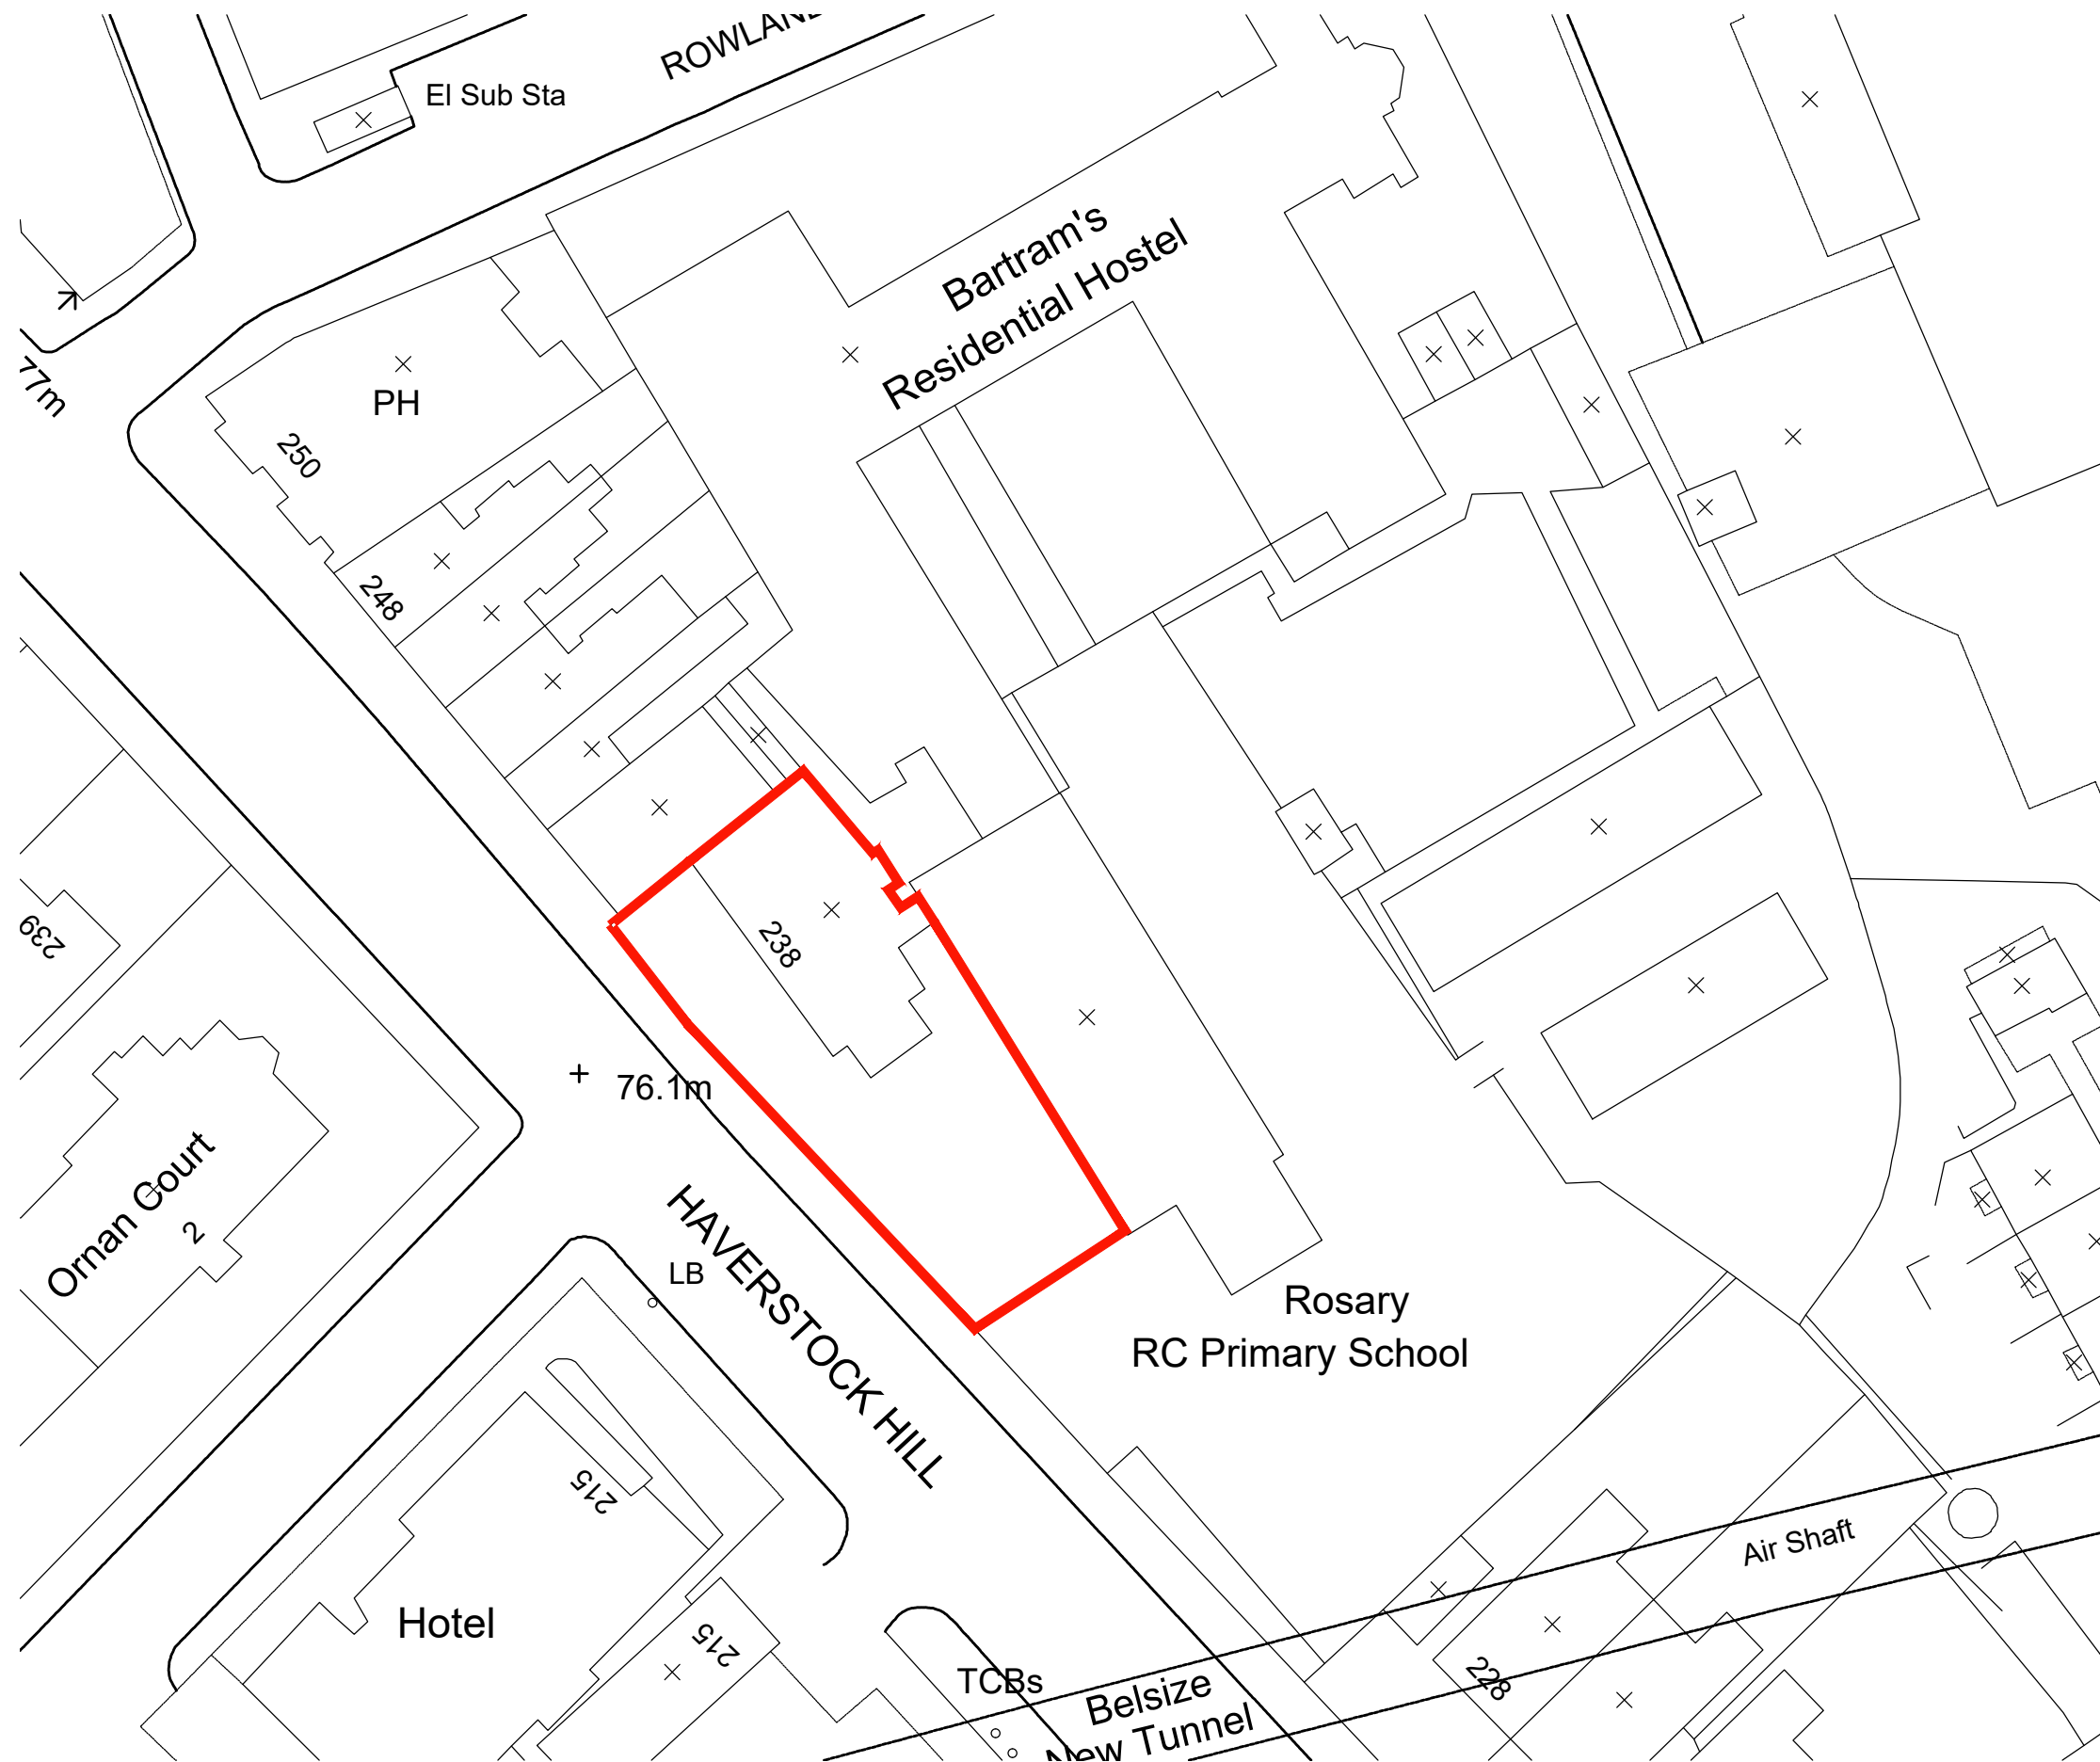 El Sub Sta
Bartram's
Residential Hostel
77m
PH
250
248
239
238
76.1m
Ornan Court
2
LB
HAVERSTOCK HILL
Rosary
RC Primary School
215
Air Shaft
Hotel
215
TCBs
228
Belsize
New Tunnel